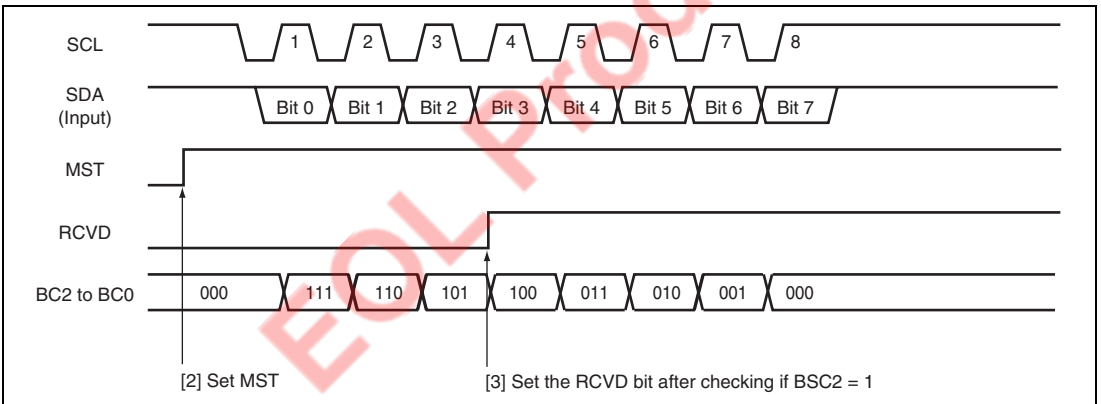 SCL
1 2 3 4 5 6 7 8
SDA
(Input)
Bit 0 Bit 1 Bit 2 Bit 3 Bit 4 Bit 5 Bit 6 Bit 7
MST
RCVD
BC2 to BC0
000 111 110 101 100 011 010 001 000
[2] Set MST
[3] Set the RCVD bit after checking if BSC2 = 1
EOL